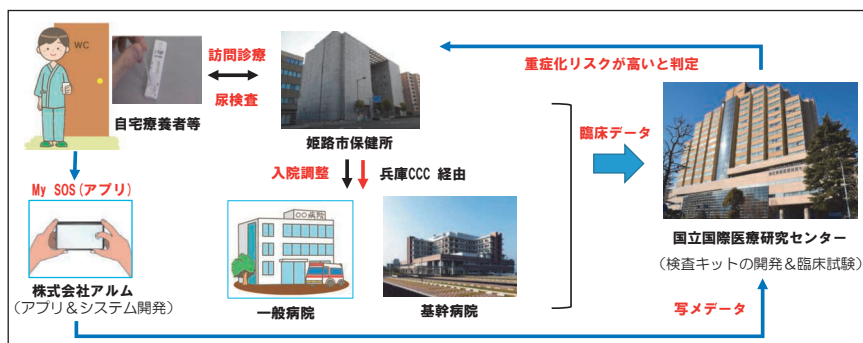 WC
自宅療養者等
訪問診療
尿検査
姫路市保健所
重症化リスクが高いと判定
臨床データ
入院調整
兵庫CCC 経由
My SOS(アプリ)
〇〇病院
国立国際医療研究センター
(検査キットの開発&臨床試験)
株式会社アルム
(アプリ&システム開発)
一般病院
基幹病院
写メデータ